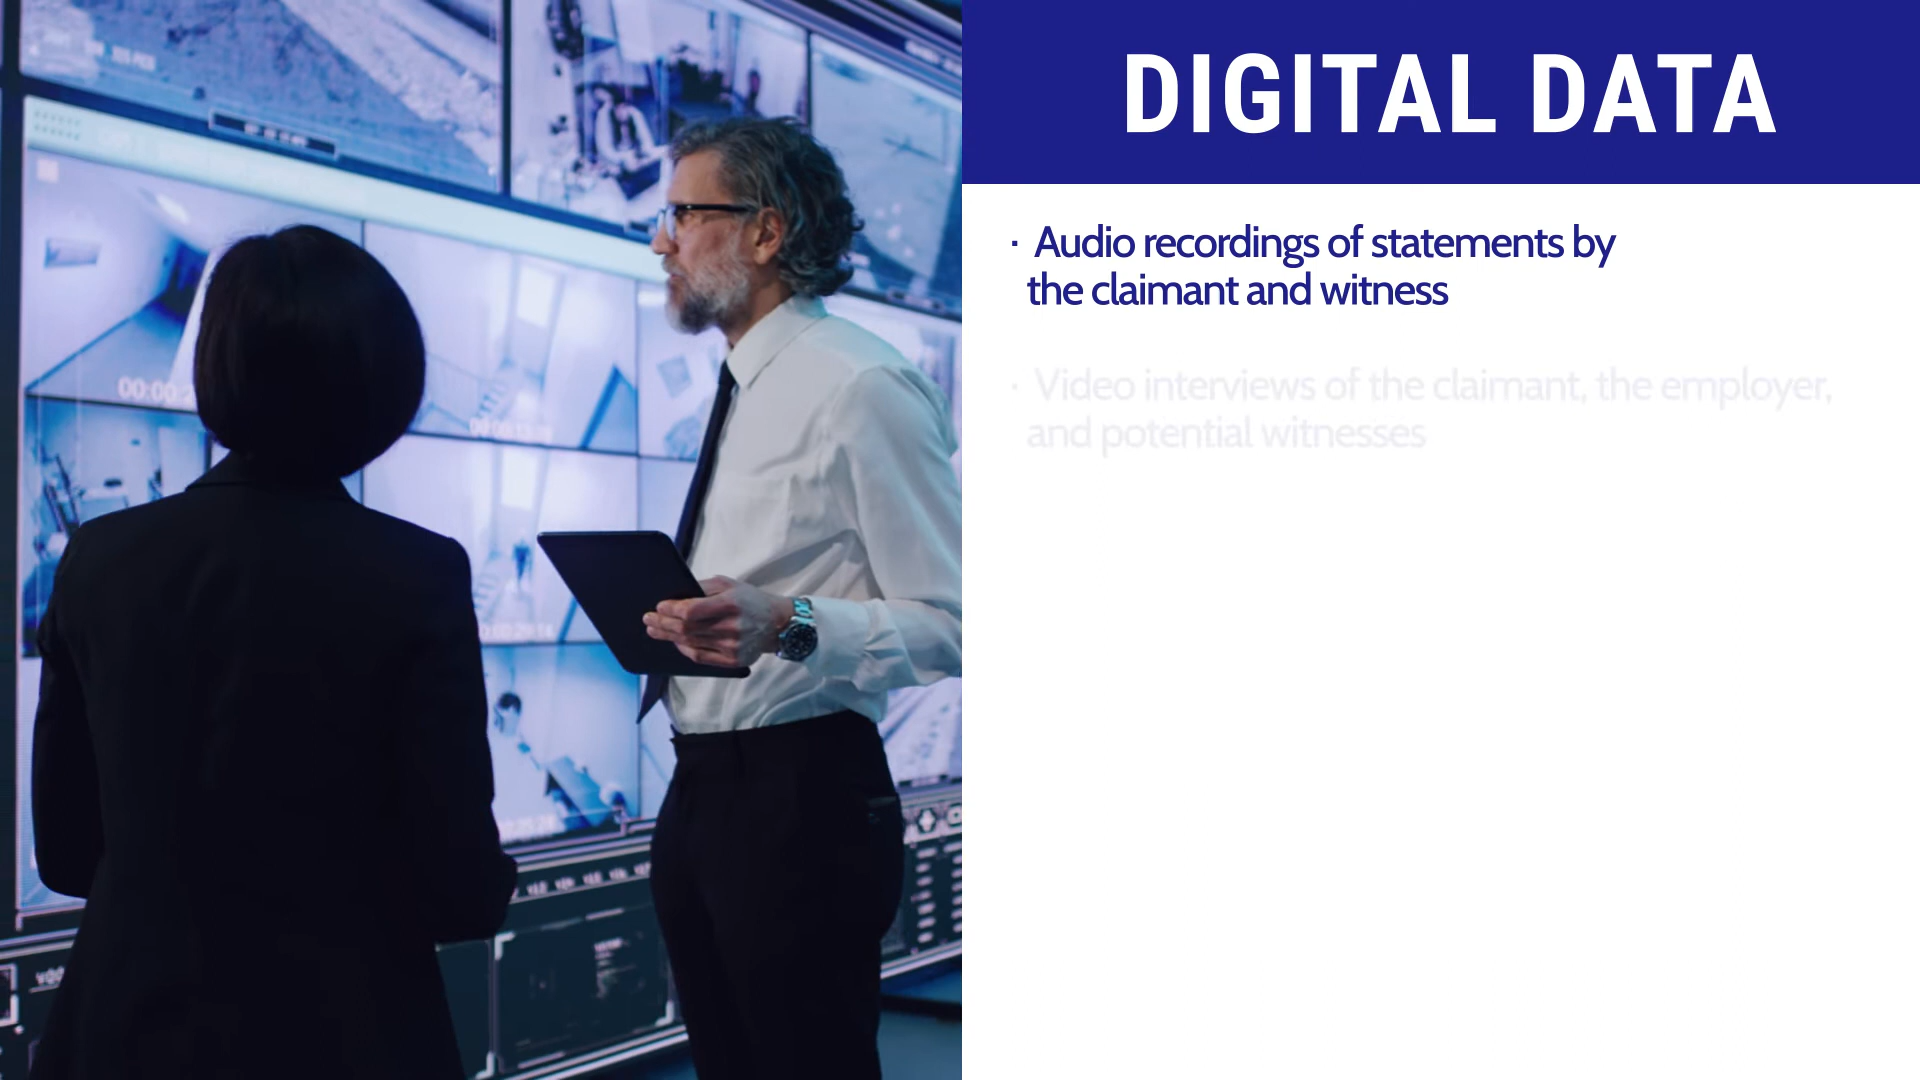 DIGITAL DATA
· Audio recordings of statements by
the claimant and witness
· Video interviews of the claimant, the employer,
and potential witnesses